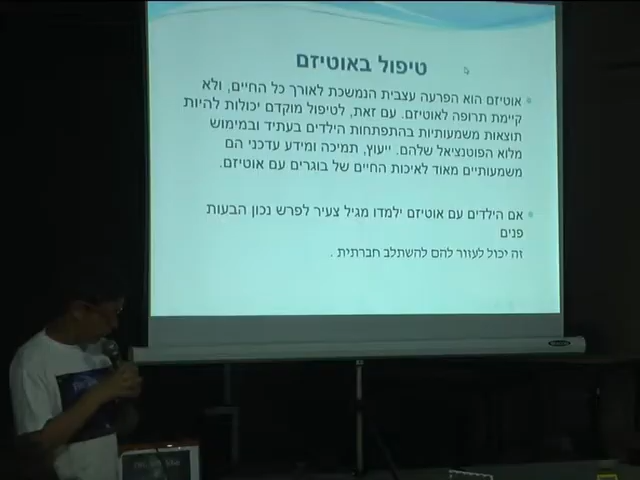 טיפול באוטיזם
אוטיזם הוא הפרעה עצבית הנמשכת לאורך כל החיים, ולא
קיימת תרופה לאוטיזם. עם זאת, לטיפול מוקדם יכולות להיות
תוצאות משמעותיות בהתפתחות הילדים בעתיד ובמימוש
מלוא הפוטנציאל שלהם. ייעוץ, תמיכה ומידע עדכני הם
משמעותיים מאוד לאיכות החיים של בוגרים עם אוטיזם.
אם הילדים עם אוטיזם ילמדו מגיל צעיר לפרש נכון הבעות
פנים
זה יכול לעזור להם להשתלב חברתית .